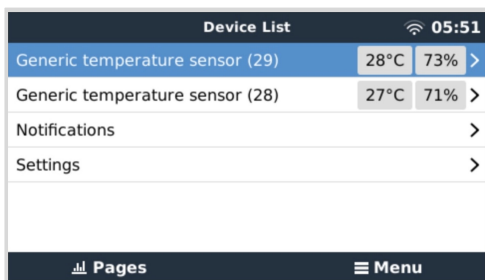 Device List 05:51
Generic temperature sensor (29) 28°C 73%
Generic temperature sensor (28) 27°C 71%
Notifications
Settings
Pages Menu